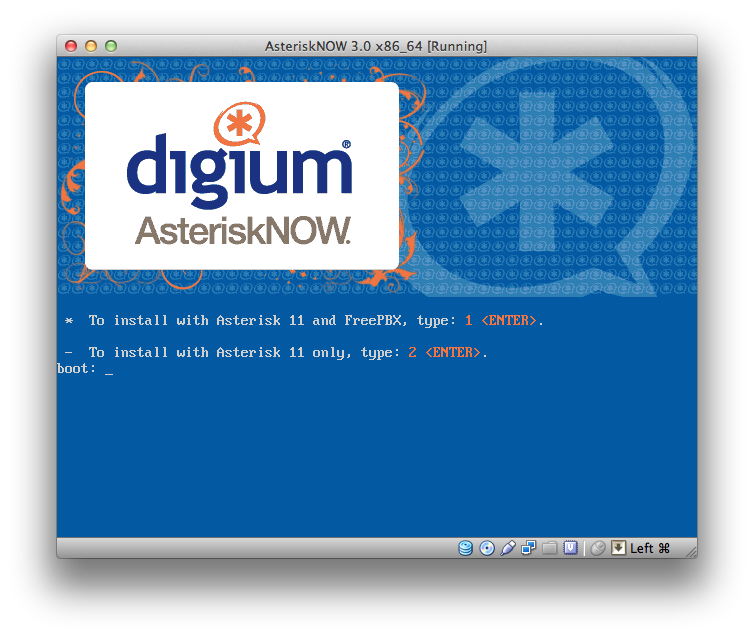 AsteriskNOW 3.0 x86_64 [Running]
digium®
AsteriskNOW.
* To install with Asterisk 11 and FreePBX, type: 1 <ENTER>.
- To install with Asterisk 11 only, type: 2 <ENTER>.
boot: _
Left ⌘